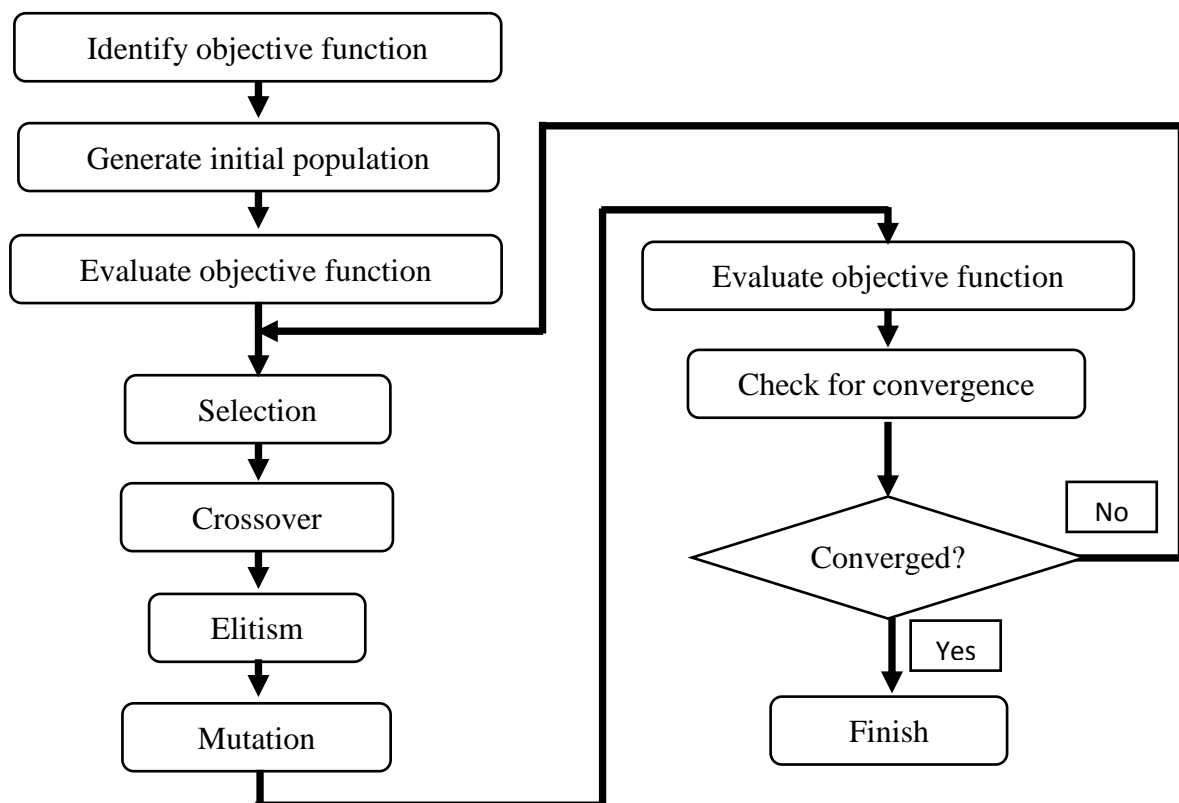 Identify objective function
Generate initial population
Evaluate objective function
Selection
Crossover
Elitism
Mutation
Evaluate objective function
Check for convergence
Converged?
No
Yes
Finish